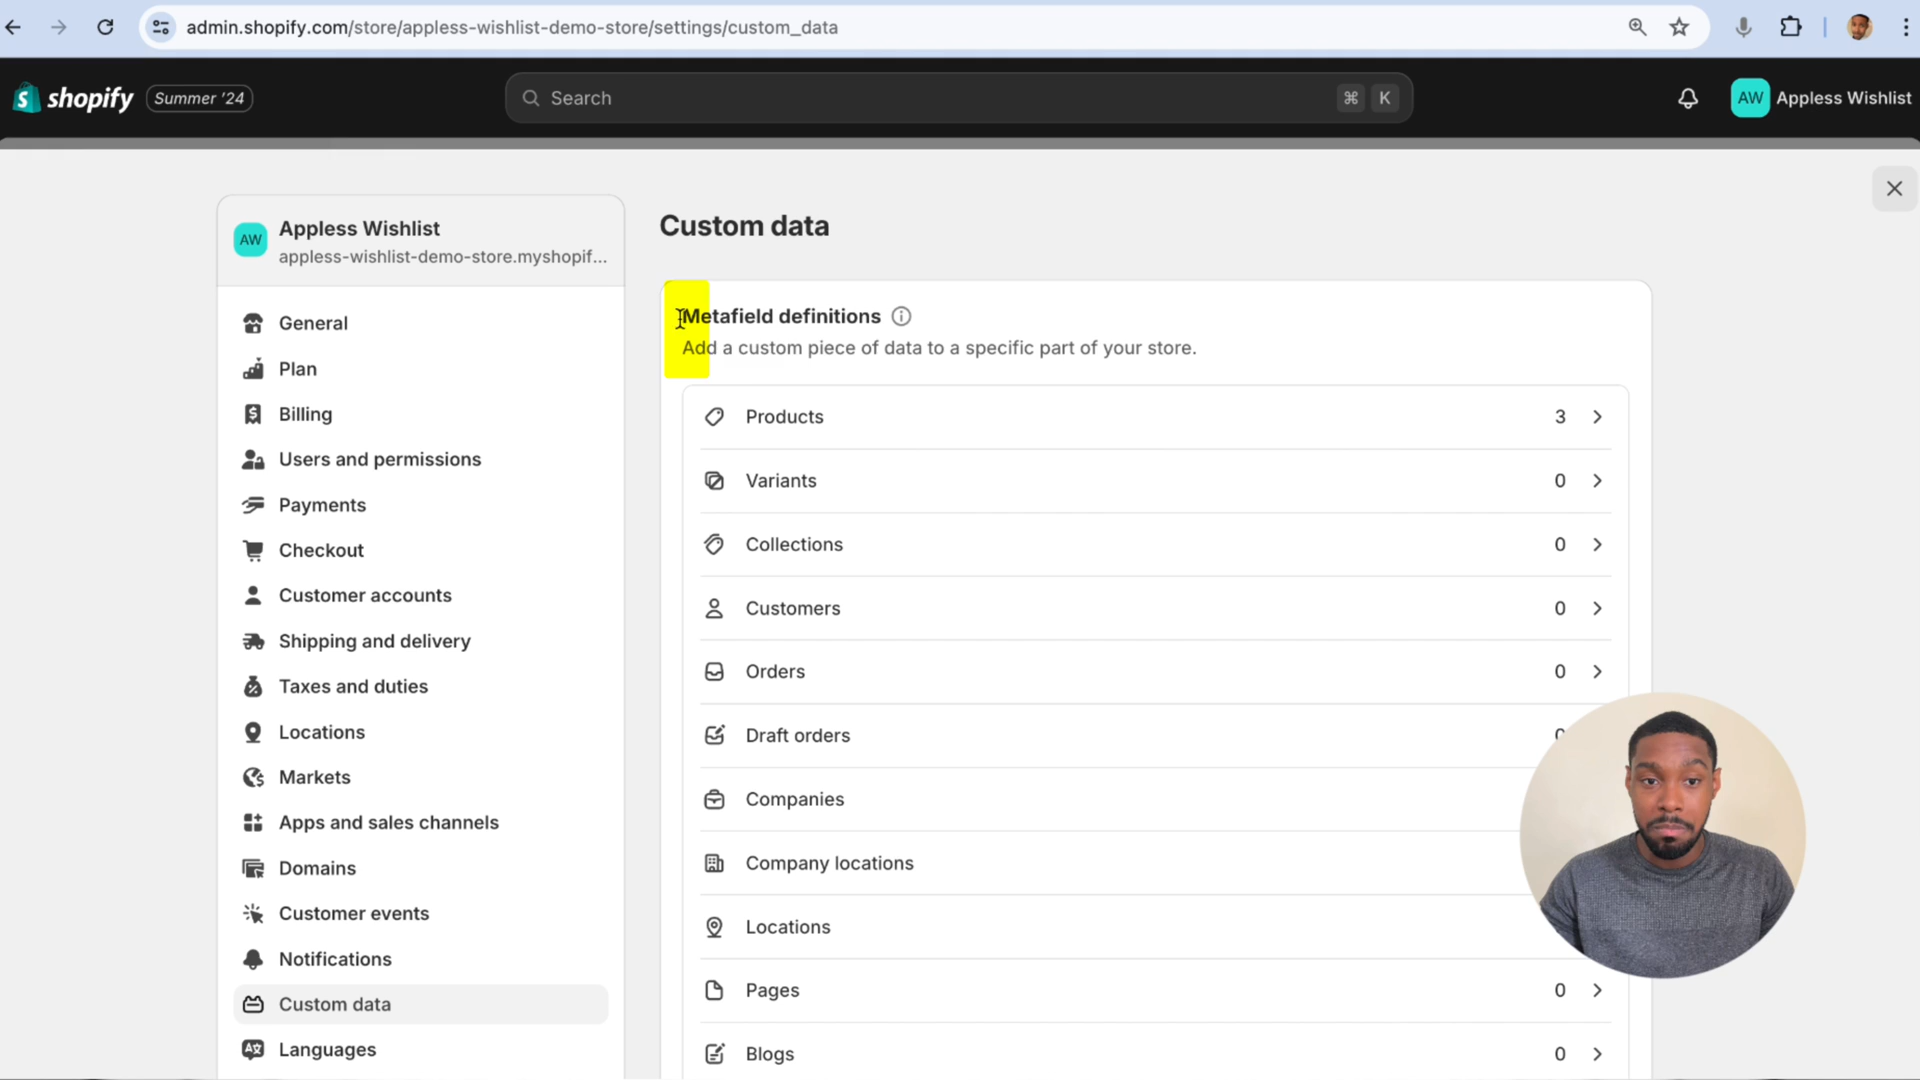 admin.shopify.com/store/appless-wishlist-demo-store/settings/custom_data
shopify
Summer '24
Search
⌘ K
AW
Appless Wishlist
AW
Appless Wishlist
appless-wishlist-demo-store.myshopif...
General
Plan
Billing
Users and permissions
Payments
Checkout
Customer accounts
Shipping and delivery
Taxes and duties
Locations
Markets
Apps and sales channels
Domains
Customer events
Notifications
Custom data
Languages
Custom data
Metafield definitions
Add a custom piece of data to a specific part of your store.
Products 3
Variants 0
Collections 0
Customers 0
Orders 0
Draft orders
Companies
Company locations
Locations
Pages 0
Blogs 0